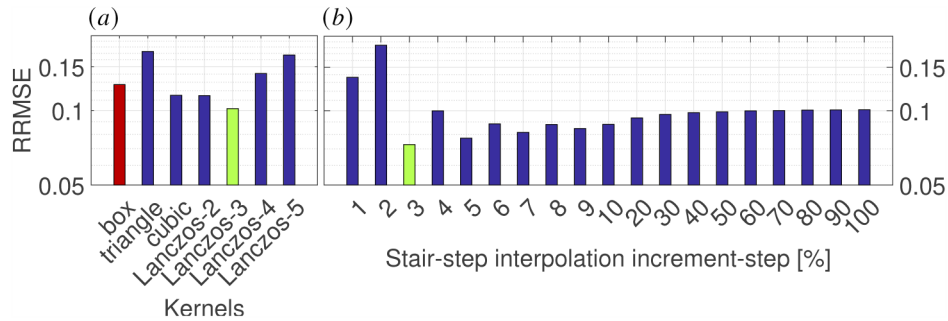 (a)
(b)
RRMSE
0.15
0.1
0.05
box
triangle
cubic
Lanczos-2
Lanczos-3
Lanczos-4
Lanczos-5
Kernels
1
2
3
4
5
6
7
8
9
10
20
30
40
50
60
70
80
90
100
0.15
0.1
0.05
Stair-step interpolation increment-step [%]